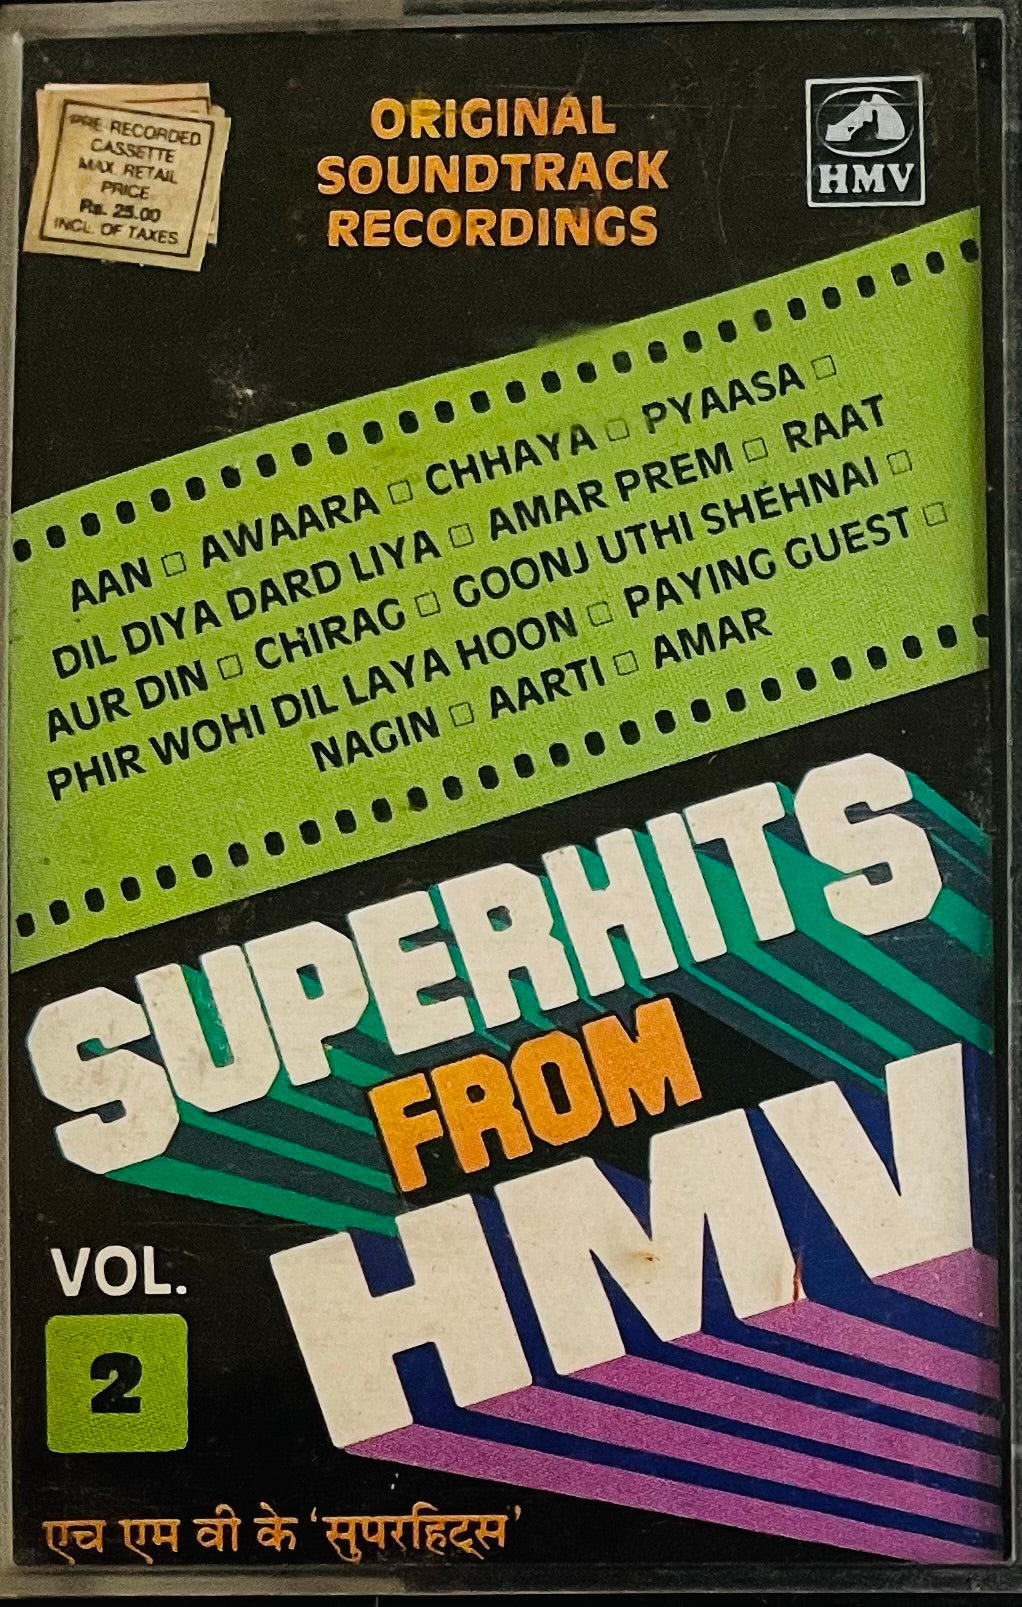 PRE RECORDED
CASSETTE
MAX RETAIL
PRICE
Rs. 25.00
INCL. OF TAXES
ORIGINAL
SOUNDTRACK
RECORDINGS
HMV
AAN □ AWAARA □ CHHAYA □ PYAASA □
DIL DIYA DARD LIYA □ AMAR PREM □ RAAT
AUR DIN □ CHIRAG □ GOONJ UTHI SHEHNAI □
PHIR WOHI DIL LAYA HOON □ PAYING GUEST □
NAGIN □ AARTI □ AMAR
SUPERHITS
FROM
HMV
VOL.
2
एच एम वी के ‘सुपरहिट्स’